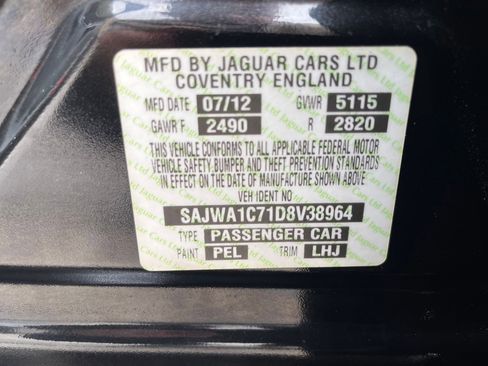 MFD BY JAGUAR CARS LTD
COVENTRY ENGLAND
MFD DATE 07/12 GVWR 5115
GAWR F. 2490 R 2820
THIS VEHICLE CONFORMS TO ALL APPLICABLE FEDERAL MOTOR
VEHICLE SAFETY,BUMPER AND THEFT PREVENTION STANDARDS
IN EFFECT ON THE DATE OF MANUFACTURE SHOWN ABOVE
VEH IDENT NO
SAJWA1C71D8V38964
TYPE PASSENGER CAR
PAINT PEL TRIM LHJ